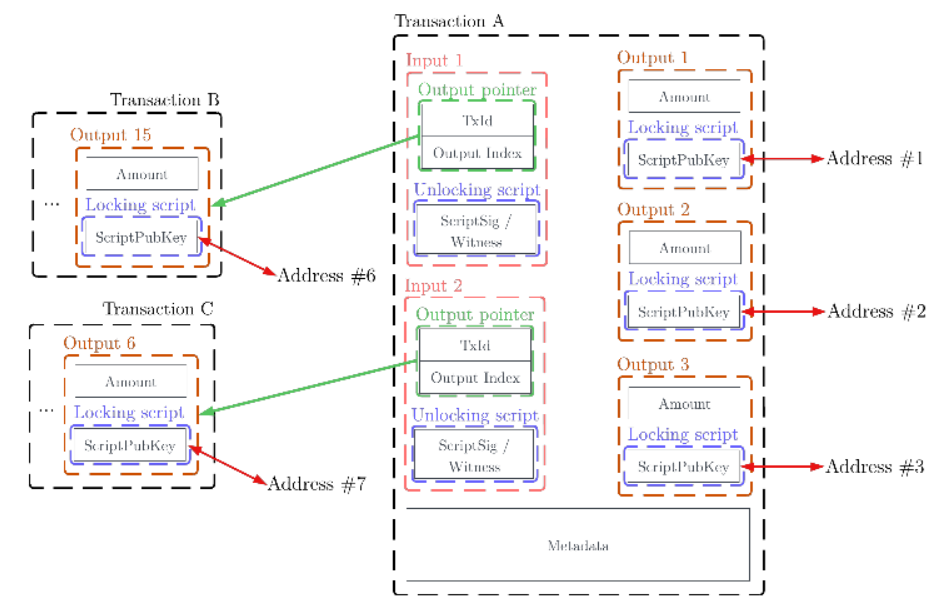 Transaction A
Input 1
Output pointer
TxId
Output Index
Unlocking script
ScriptSig /
Witness
Input 2
Output pointer
TxId
Output Index
Unlocking script
ScriptSig /
Witness
Output 1
Amount
Locking script
ScriptPubKey
Address #1
Output 2
Amount
Locking script
ScriptPubKey
Address #2
Output 3
Amount
Locking script
ScriptPubKey
Address #3
Metadata
Transaction B
Output 15
Amount
...
Locking script
ScriptPubKey
Address #6
Transaction C
Output 6
Amount
...
Locking script
ScriptPubKey
Address #7